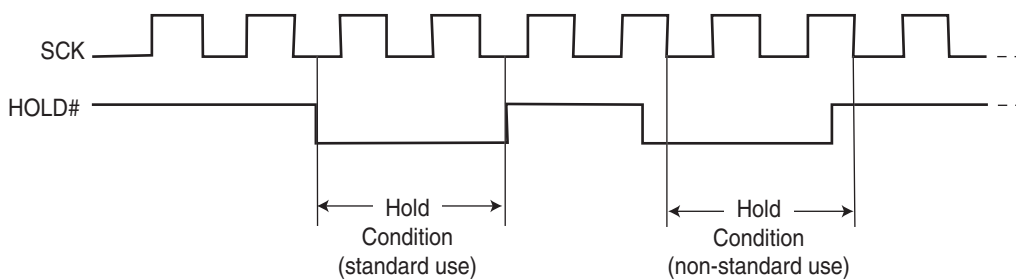 SCK
HOLD#
Hold
Condition
(standard use)
Hold
Condition
(non-standard use)